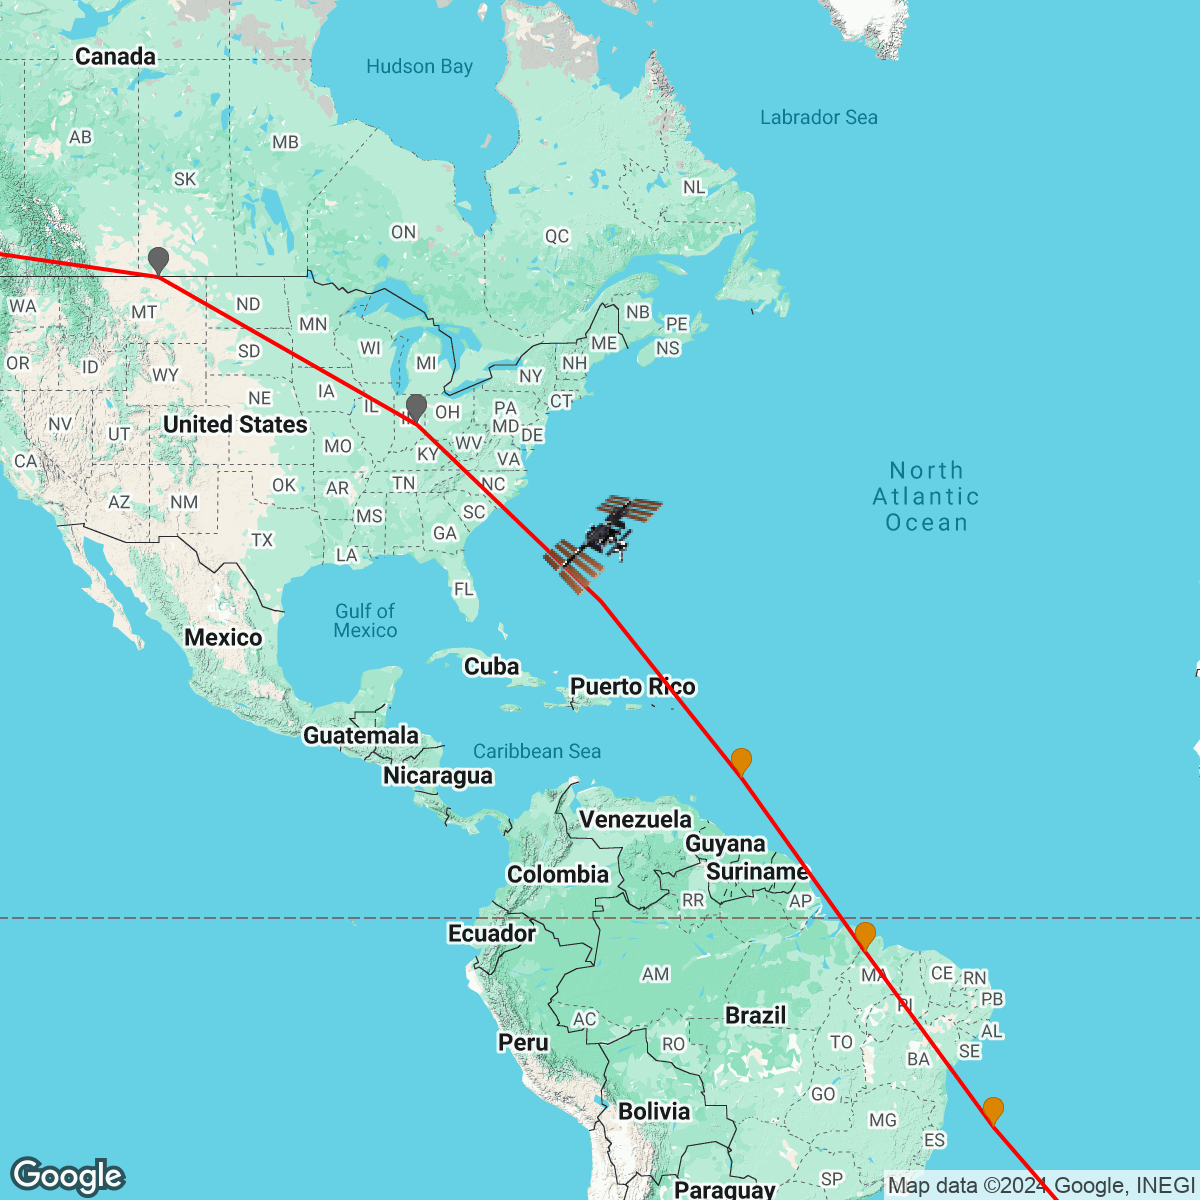 Canada
Hudson Bay
Labrador Sea
AB
MB
SK
NL
ON
QC
WA
MT
ND
MN
NB
PE
OR
ID
WY
SD
WI
MI
ME
NS
NH
NY
NV
UT
NE
IA
IL
OH
PA
CT
United States
MD
DE
CA
MO
KY
WV
VA
North
Atlantic
Ocean
AZ
NM
OK
AR
TN
NC
TX
MS
SC
LA
GA
FL
Gulf of
Mexico
Mexico
Cuba
Puerto Rico
Guatemala
Caribbean Sea
Nicaragua
Venezuela
Guyana
Suriname
Colombia
RR
AP
Ecuador
AM
MA
CE
RN
PI
PB
AC
Brazil
AL
Peru
RO
TO
BA
SE
GO
Bolivia
MG
ES
SP
Paraguay
Google
Map data ©2024 Google, INEGI